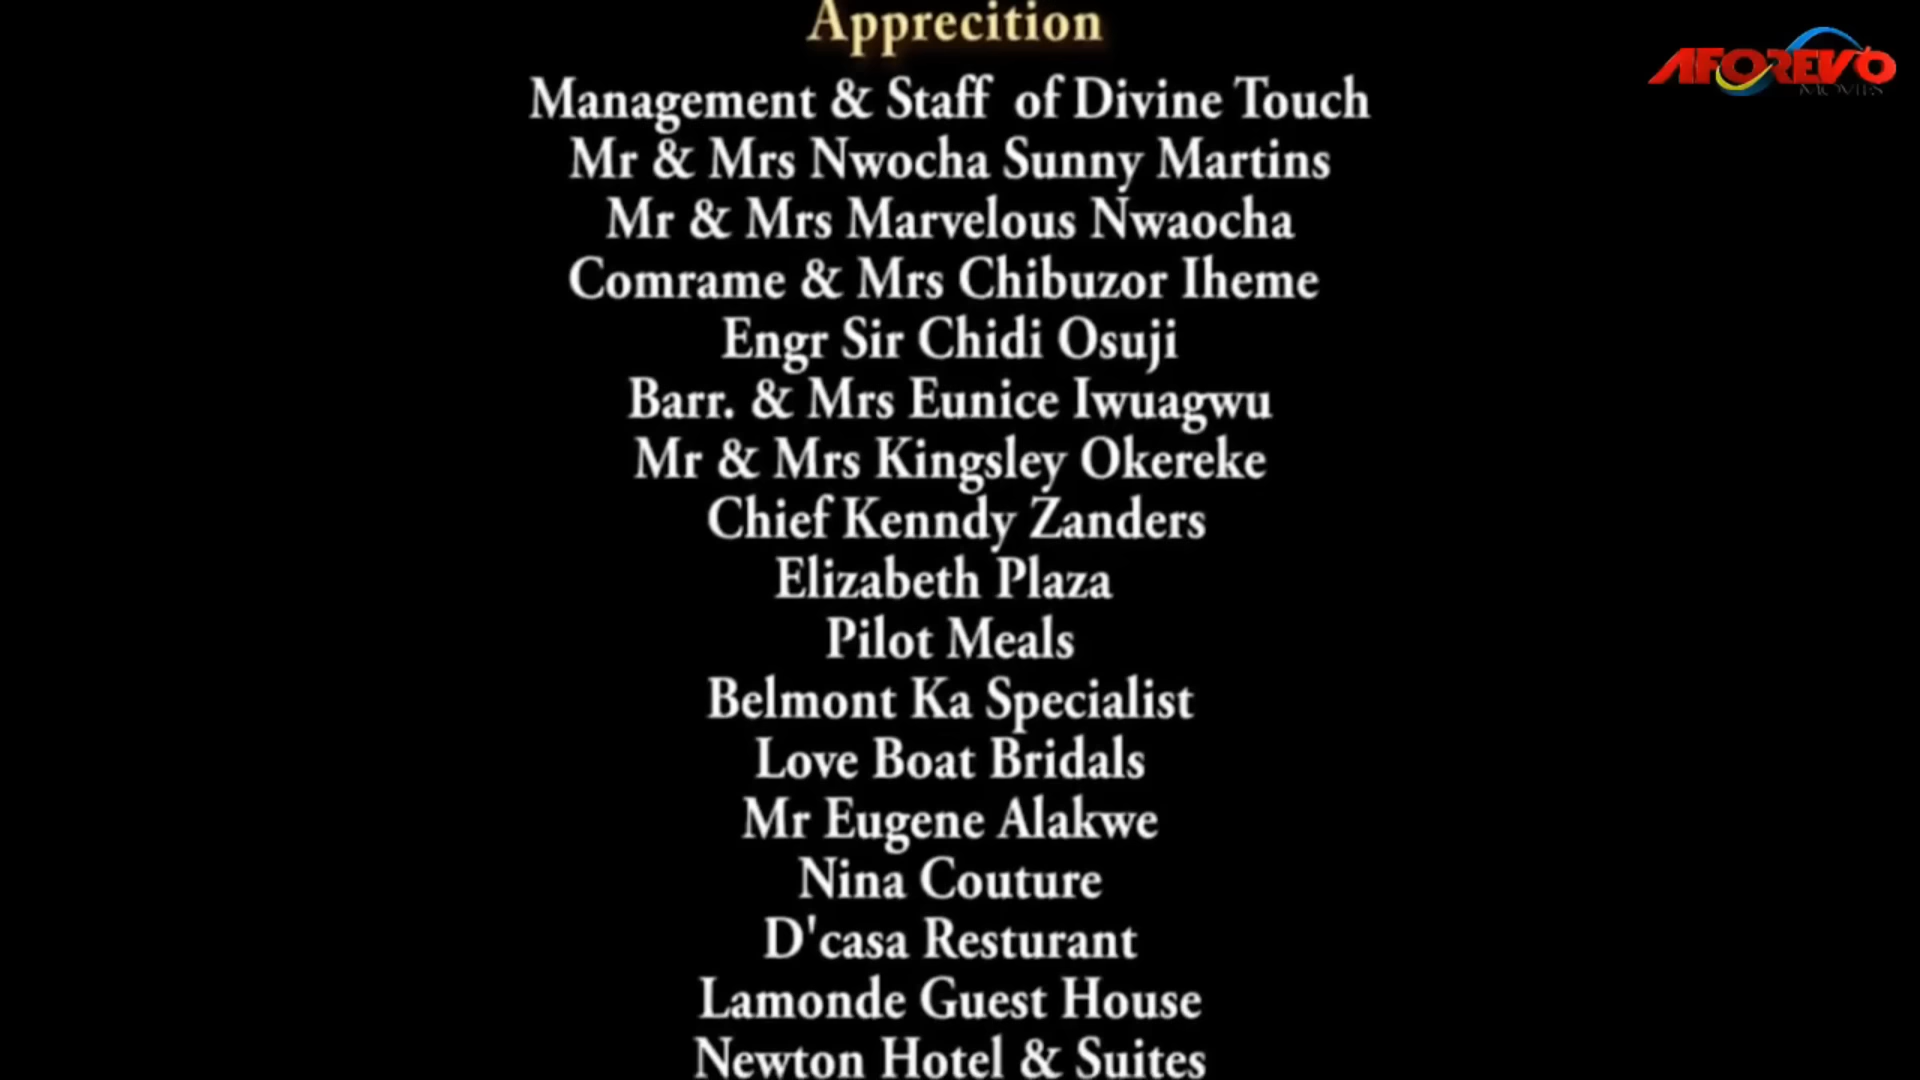 Apprecition
AFOREVO
MOVIES
Management & Staff of Divine Touch
Mr & Mrs Nwocha Sunny Martins
Mr & Mrs Marvelous Nwaocha
Comrame & Mrs Chibuzor Iheme
Engr Sir Chidi Osuji
Barr. & Mrs Eunice Iwuagwu
Mr & Mrs Kingsley Okereke
Chief Kenndy Zanders
Elizabeth Plaza
Pilot Meals
Belmont Ka Specialist
Love Boat Bridals
Mr Eugene Alakwe
Nina Couture
D'casa Resturant
Lamonde Guest House
Newton Hotel & Suites